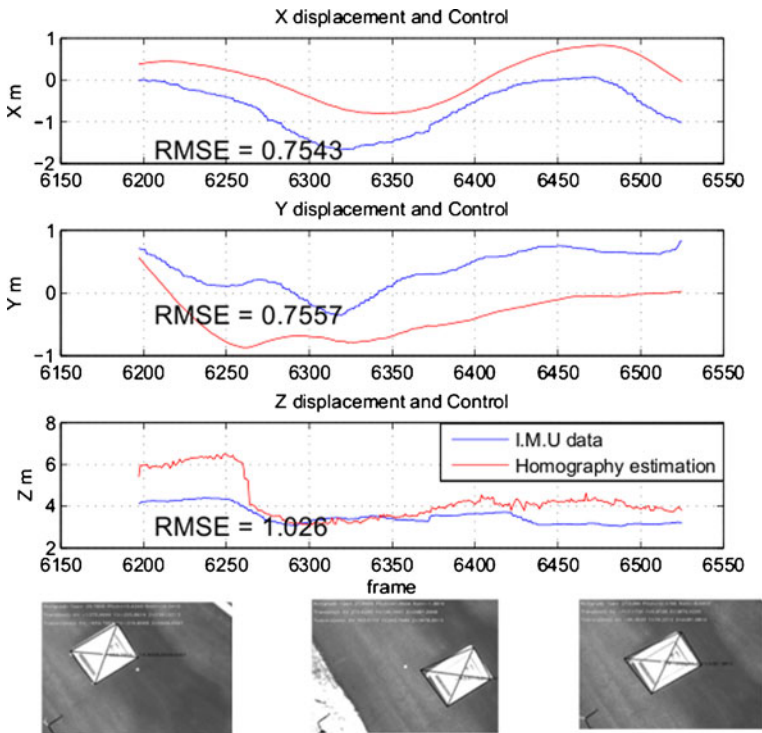 X displacement and Control
X m
1
0
−1
−2
RMSE = 0.7543
6150 6200 6250 6300 6350 6400 6450 6500 6550
Y displacement and Control
Y m
1
0
−1
RMSE = 0.7557
6150 6200 6250 6300 6350 6400 6450 6500 6550
Z displacement and Control
Z m
8
6
4
2
I.M.U data
Homography estimation
RMSE = 1.026
6150 6200 6250 6300 6350 6400 6450 6500 6550
frame